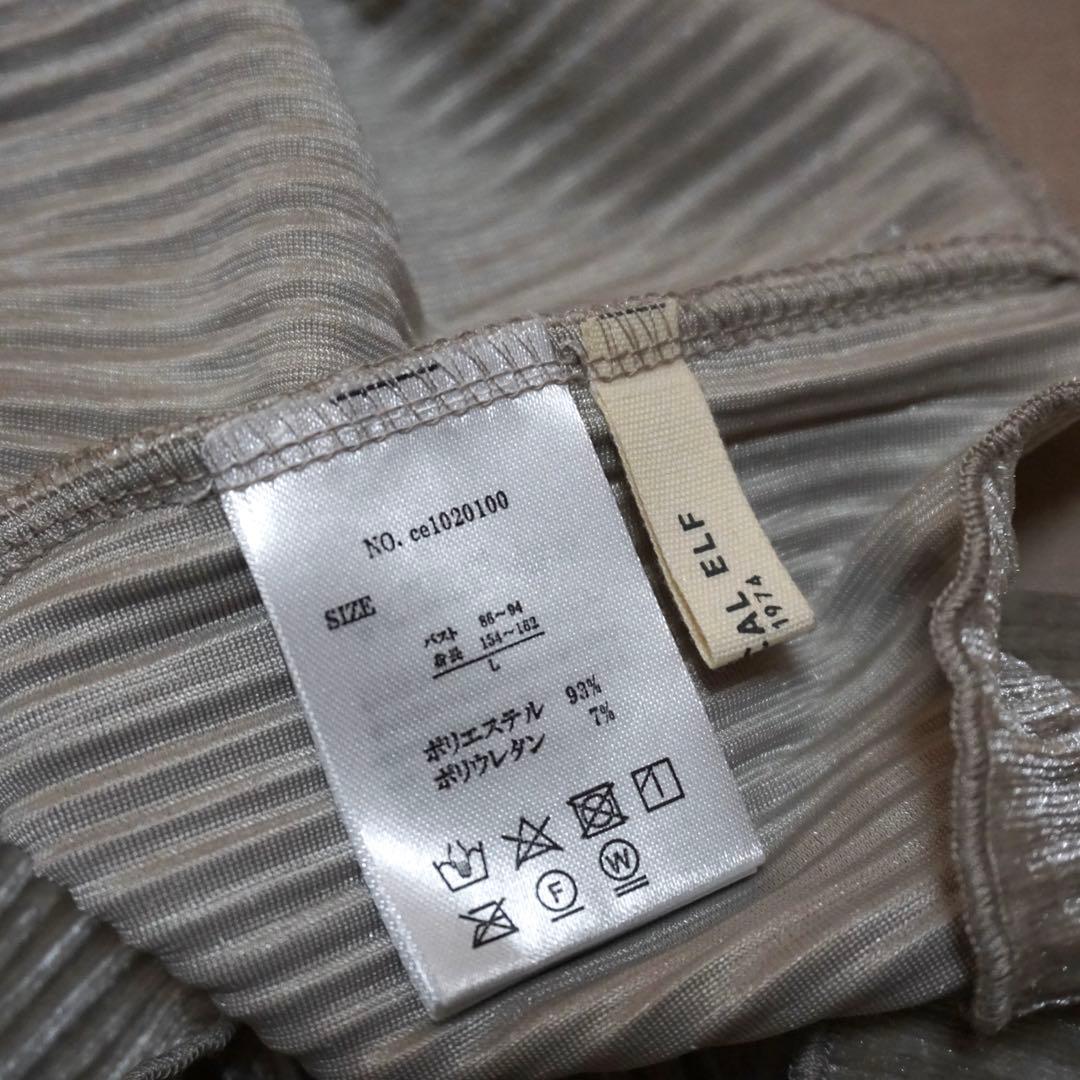 NO. ce1020100
SIZE
バスト 86～94
身長 154～162
L
ポリエステル 93%
ポリウレタン 7%
F
W
AL ELF
1974